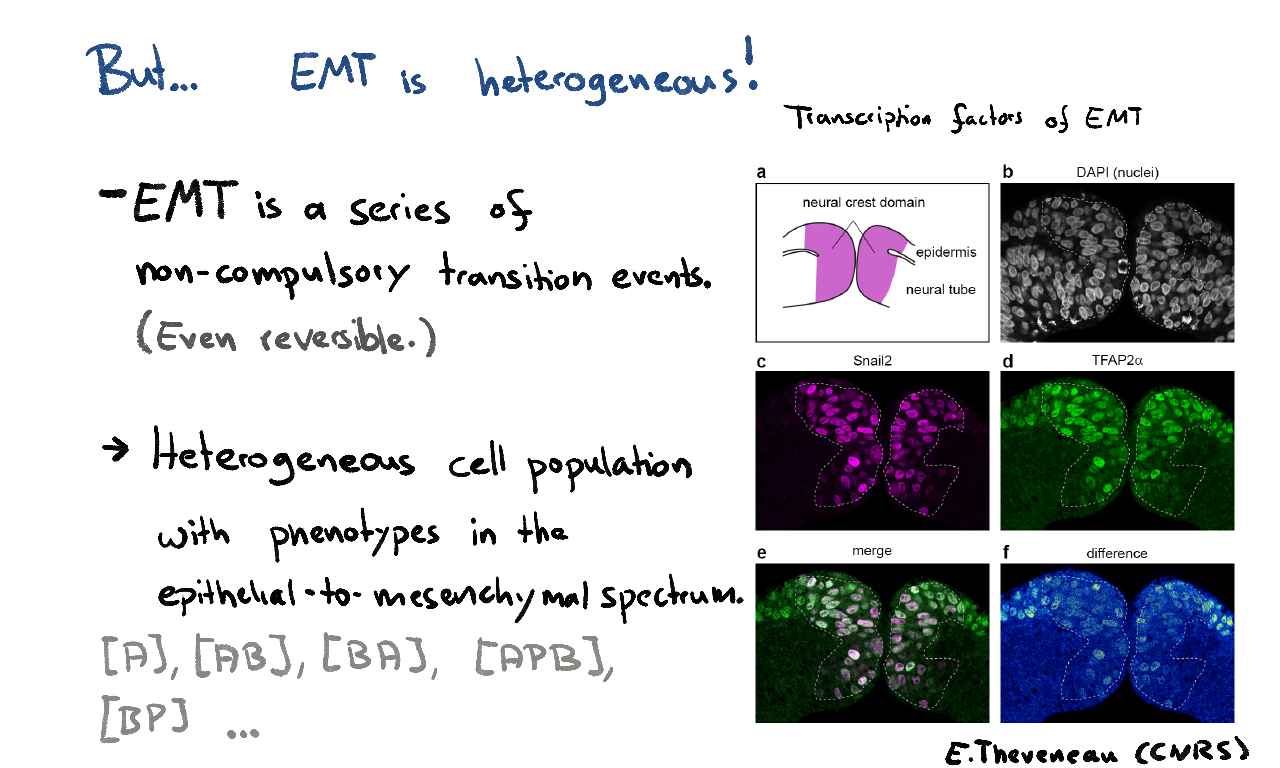 But... EMT is heterogeneous!
Transcription factors of EMT
- EMT is a series of
non-compulsory transition events.
(Even reversible.)
→ Heterogeneous cell population
with phenotypes in the
epithelial-to-mesenchymal spectrum.
[A], [AB], [BA], [APB],
[BP] ...
a
neural crest domain
epidermis
neural tube
b DAPI (nuclei)
c Snail2
d TFAP2α
e merge
f difference
E. Theveneau (CNRS)